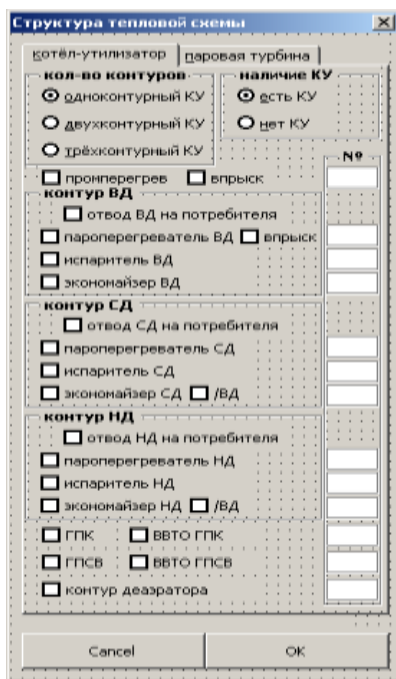 Структура тепловой схемы
котёл-утилизатор паровая турбина
кол-во контуров наличие КУ
одноконтурный КУ есть КУ
двухконтурный КУ нет КУ
трёхконтурный КУ
№
промперегрев впрыск
контур ВД
отвод ВД на потребителя
пароперегреватель ВД впрыск
испаритель ВД
экономайзер ВД
контур СД
отвод СД на потребителя
пароперегреватель СД
испаритель СД
экономайзер СД /ВД
контур НД
отвод НД на потребителя
пароперегреватель НД
испаритель НД
экономайзер НД /ВД
ГПК ВВТО ГПК
ГПСВ ВВТО ГПСВ
контур деаэратора
Cancel OK